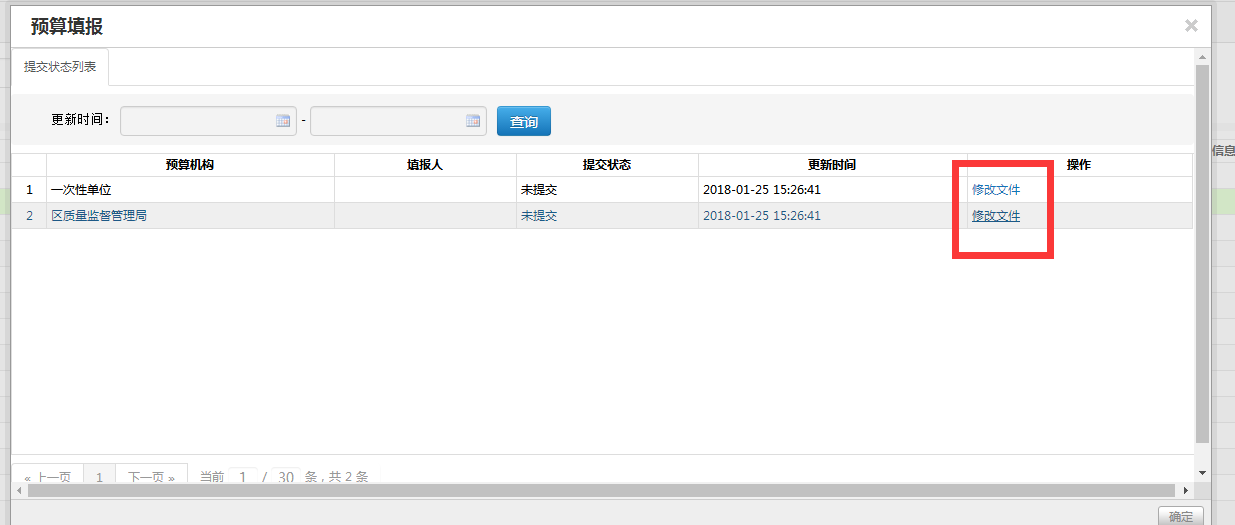 预算填报
提交状态列表
更新时间： - 查询
预算机构 填报人 提交状态 更新时间 操作
1 一次性单位 未提交 2018-01-25 15:26:41 修改文件
2 区质量监督管理局 未提交 2018-01-25 15:26:41 修改文件
信息
« 上一页 1 下一页 » 当前 1 / 30 条，共 2 条
确定